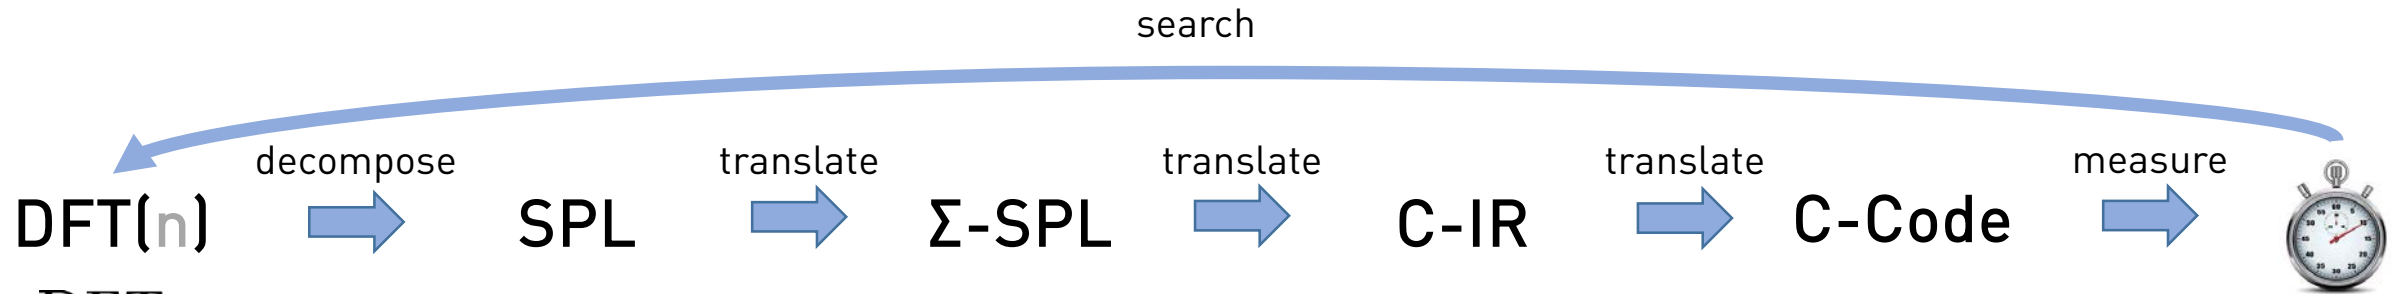 search
decompose translate translate translate measure
DFT(n) SPL Σ-SPL C-IR C-Code